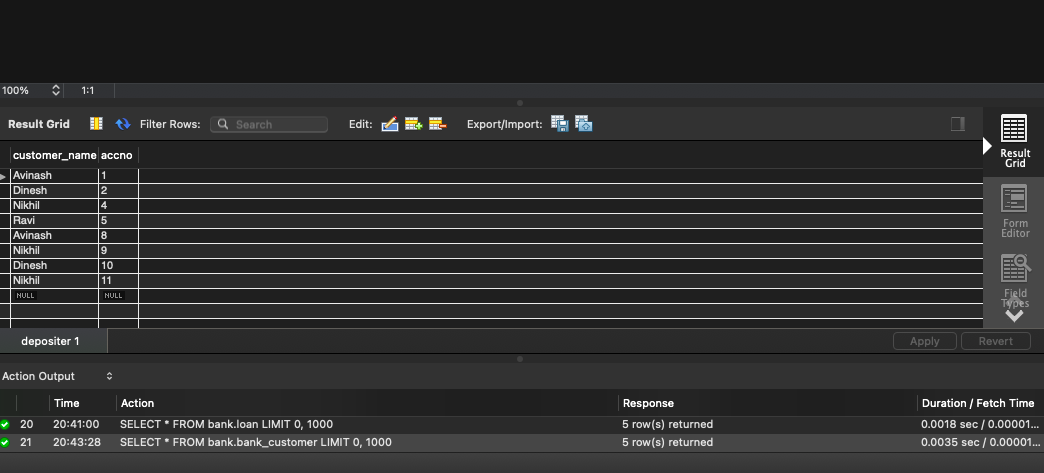 100% 1:1
Result Grid Filter Rows: Search Edit: Export/Import:
Result
Grid
Form
Editor
Field
Types
customer_name accno
Avinash 1
Dinesh 2
Nikhil 4
Ravi 5
Avinash 8
Nikhil 9
Dinesh 10
Nikhil 11
NULL NULL
depositer 1 Apply Revert
Action Output
Time Action Response Duration / Fetch Time
20 20:41:00 SELECT * FROM bank.loan LIMIT 0, 1000 5 row(s) returned 0.0018 sec / 0.00001...
21 20:43:28 SELECT * FROM bank.bank_customer LIMIT 0, 1000 5 row(s) returned 0.0035 sec / 0.00001...